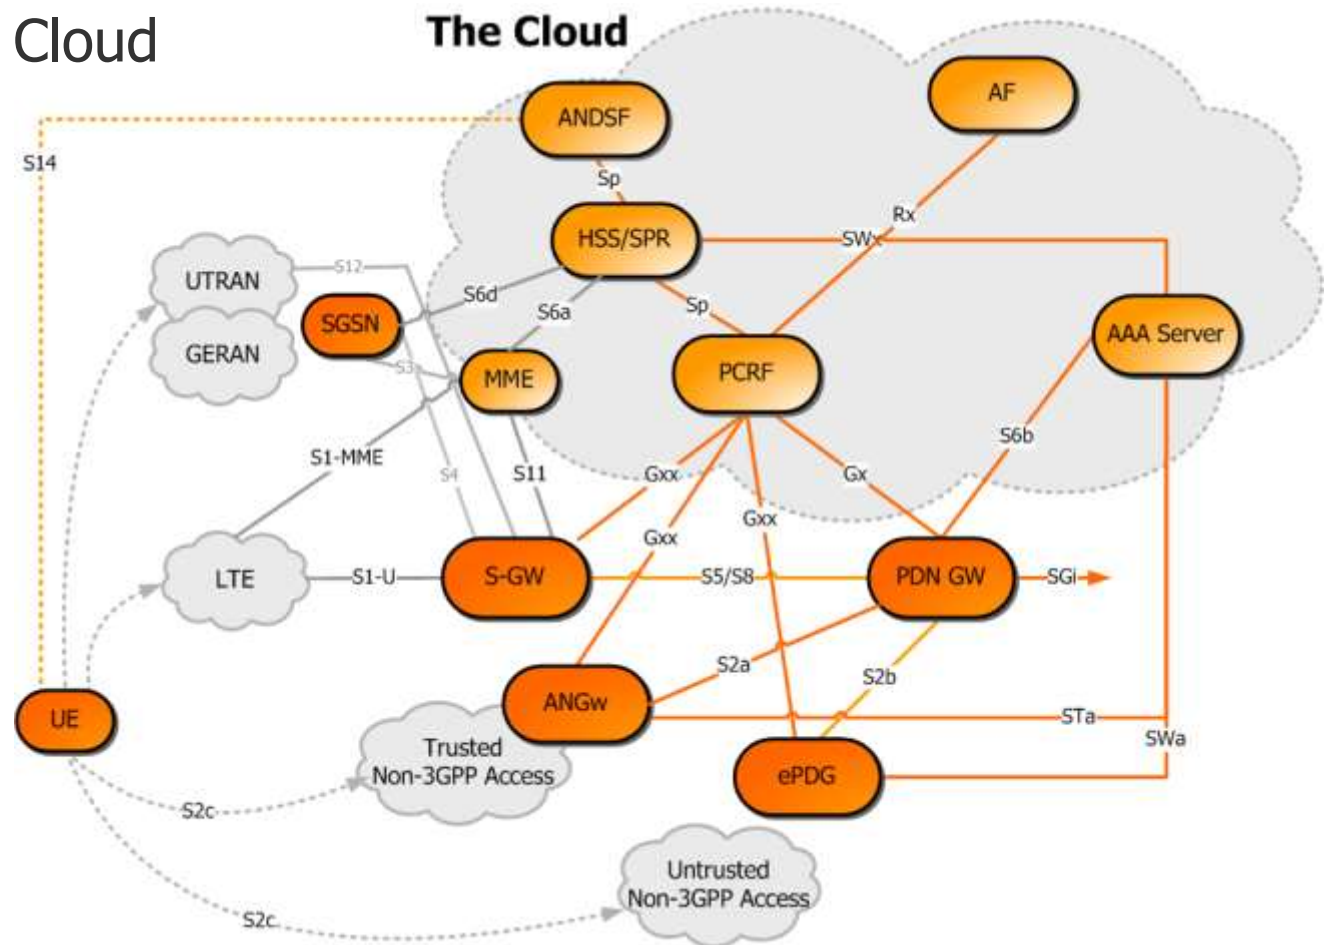 Cloud
The Cloud
ANDSF
AF
S14
Sp
Rx
HSS/SPR
SWx
UTRAN
S12
S6d
SGSN
S6a
Sp
AAA Server
GERAN
S3
MME
PCRF
S6b
S1-MME
S4
S11
Gxx
Gx
Gxx
Gxx
LTE
S1-U
S-GW
S5/S8
PDN GW
SGi
S2a
S2b
UE
ANGw
STa
SWa
Trusted
Non-3GPP Access
ePDG
S2c
Untrusted
Non-3GPP Access
S2c